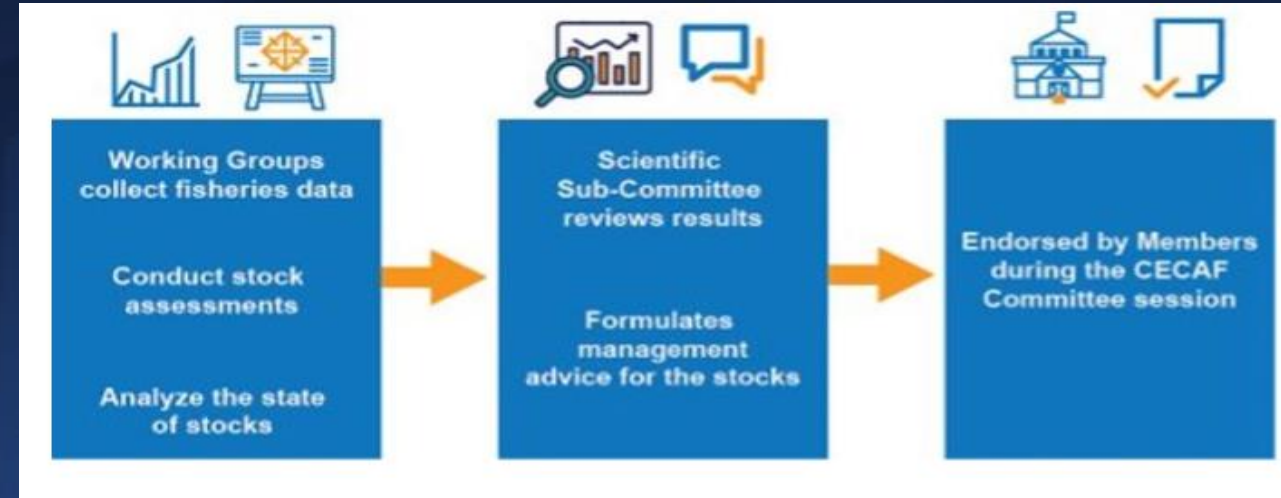 Working Groups
collect fisheries data
Conduct stock
assessments
Analyze the state
of stocks
Scientific
Sub-Committee
reviews results
Formulates
management
advice for the stocks
Endorsed by Members
during the CECAF
Committee session